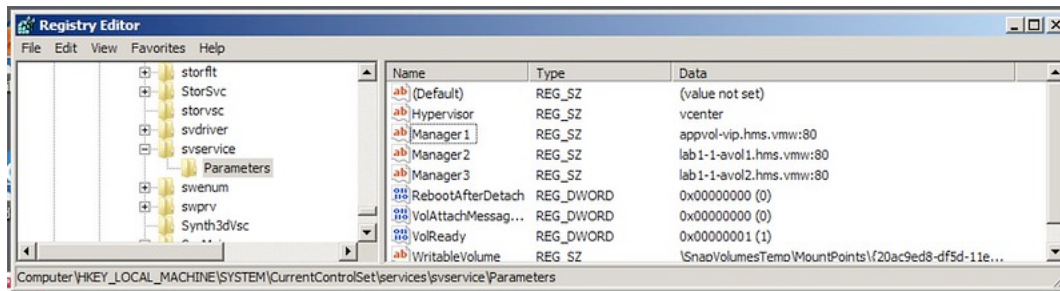 Registry Editor
File Edit View Favorites Help
storflt
StorSvc
storvsc
svdriver
svservice
Parameters
swenum
swprv
Synth3dVsc
Name Type Data
(Default) REG_SZ (value not set)
Hypervisor REG_SZ vcenter
Manager1 REG_SZ appvol-vip.hms.vmw:80
Manager2 REG_SZ lab1-1-avol1.hms.vmw:80
Manager3 REG_SZ lab1-1-avol2.hms.vmw:80
RebootAfterDetach REG_DWORD 0x00000000 (0)
VolAttachMessag... REG_DWORD 0x00000000 (0)
VolReady REG_DWORD 0x00000001 (1)
WritableVolume REG_SZ \SnapVolumesTemp\MountPoints\{20ac9ed8-df5d-11e...
Computer\HKEY_LOCAL_MACHINE\SYSTEM\CurrentControlSet\services\svservice\Parameters